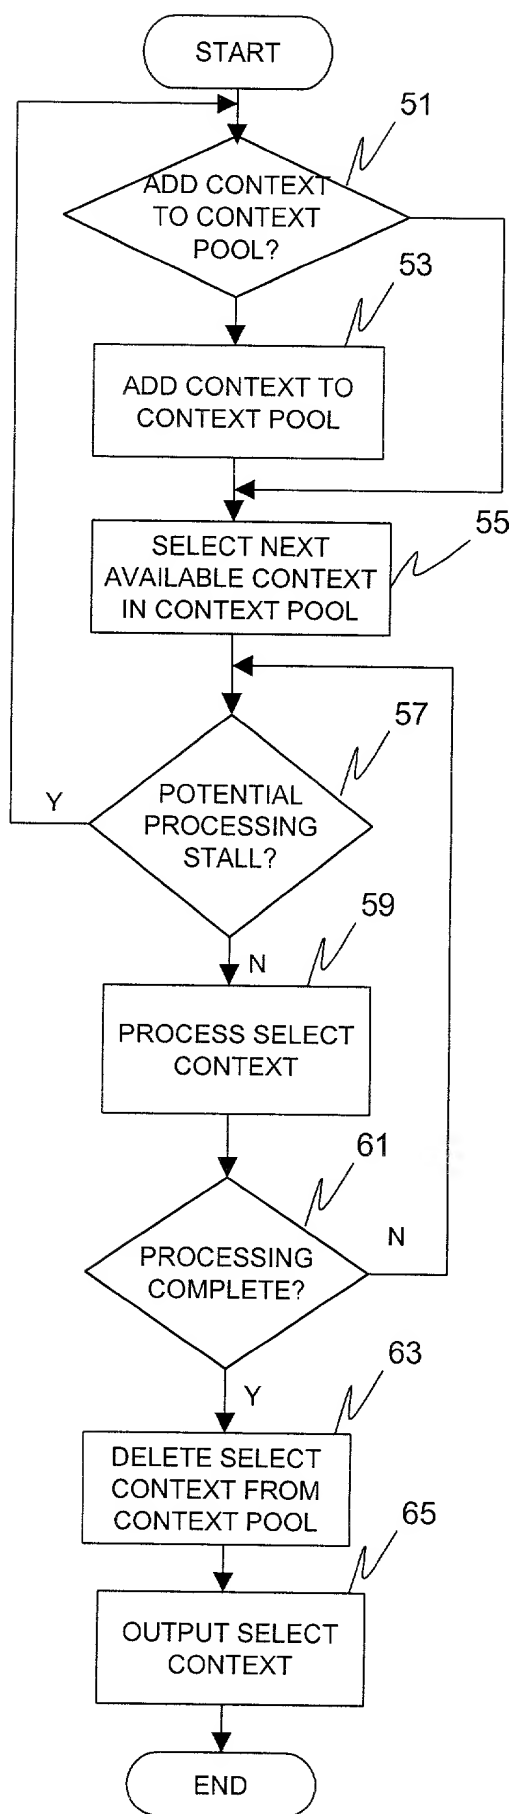 START
51
ADD CONTEXT
TO CONTEXT
POOL?
53
ADD CONTEXT TO
CONTEXT POOL
55
SELECT NEXT
AVAILABLE CONTEXT
IN CONTEXT POOL
57
POTENTIAL
PROCESSING
STALL?
Y
59
N
PROCESS SELECT
CONTEXT
61
N
PROCESSING
COMPLETE?
63
Y
DELETE SELECT
CONTEXT FROM
CONTEXT POOL
65
OUTPUT SELECT
CONTEXT
END